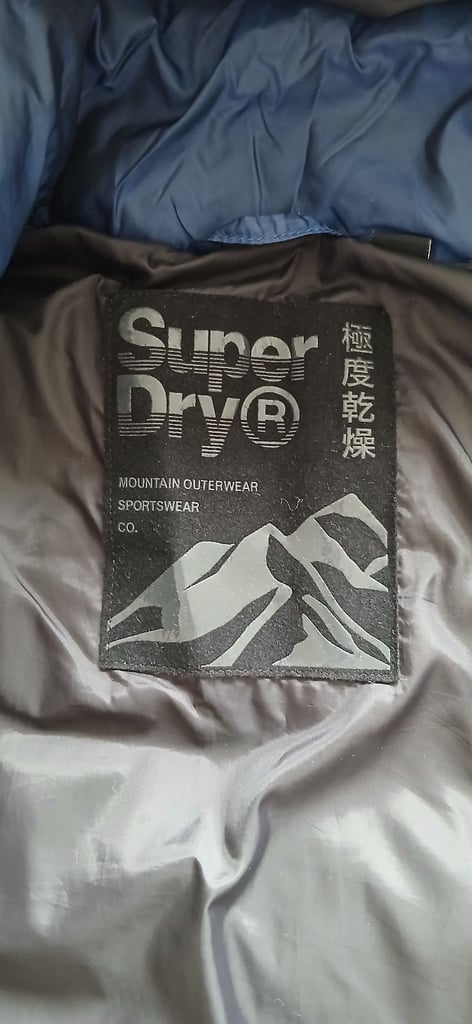 Super
Dry®
極度乾燥
MOUNTAIN OUTERWEAR
SPORTSWEAR
CO.